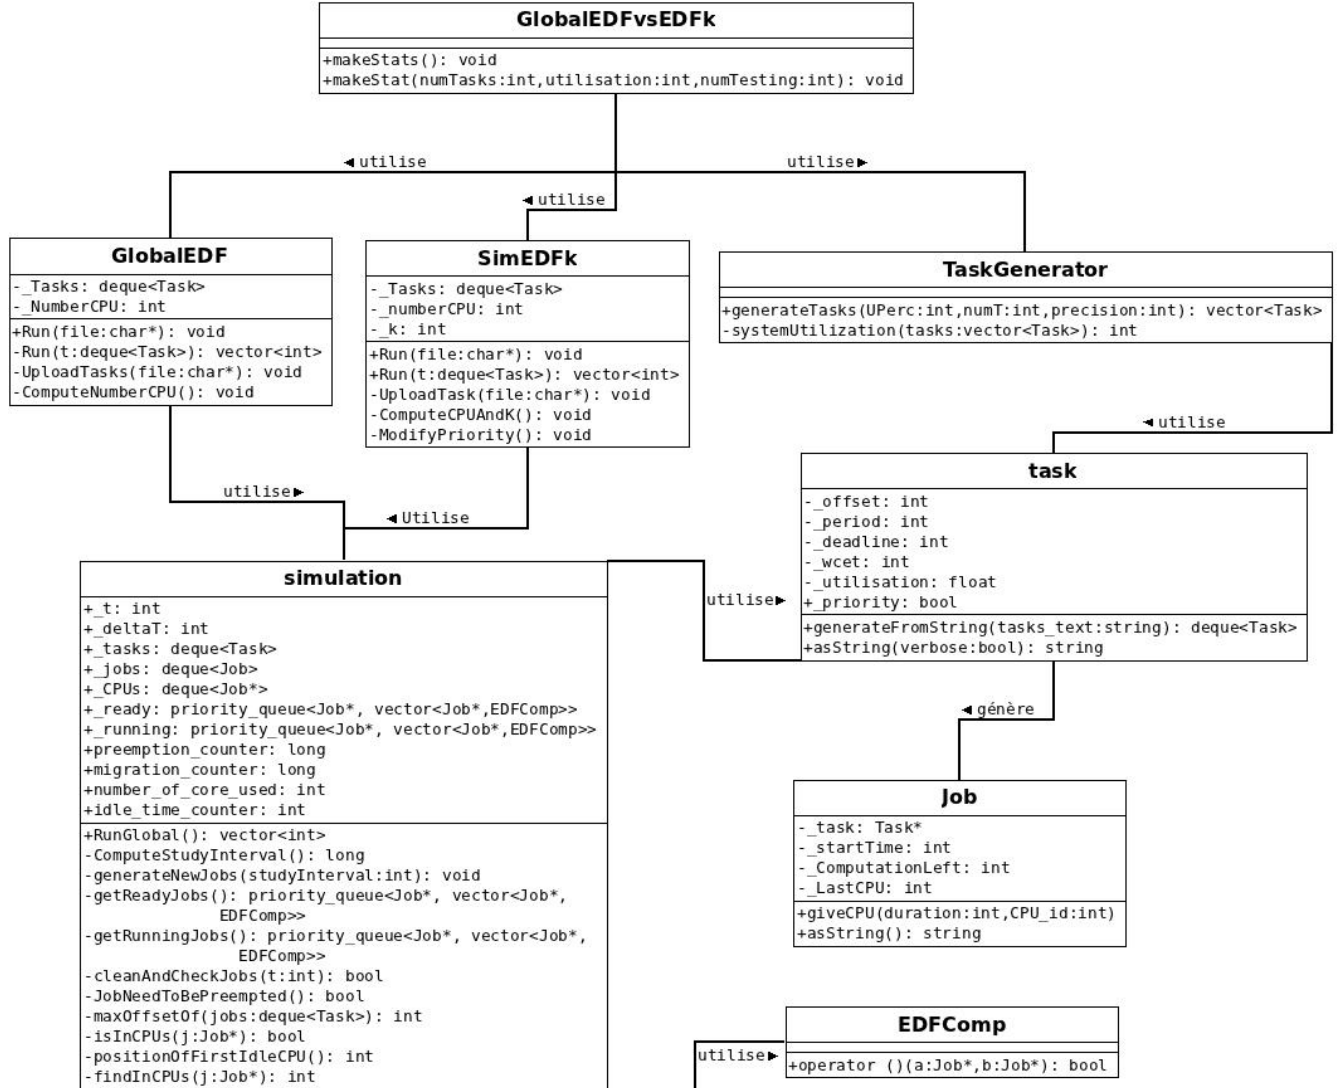 GlobalEDFvsEDFk
+makeStats(): void
+makeStat(numTasks:int,utilisation:int,numTesting:int): void
◄ utilise
utilise►
◄ utilise
GlobalEDF
-_Tasks: deque<Task>
-_NumberCPU: int
+Run(file:char*): void
-Run(t:deque<Task>): vector<int>
-UploadTasks(file:char*): void
-ComputeNumberCPU(): void
SimEDFk
-_Tasks: deque<Task>
-_numberCPU: int
-_k: int
+Run(file:char*): void
+Run(t:deque<Task>): vector<int>
-UploadTask(file:char*): void
-ComputeCPUAndK(): void
-ModifyPriority(): void
TaskGenerator
+generateTasks(UPerc:int,numT:int,precision:int): vector<Task>
-systemUtilization(tasks:vector<Task>): int
◄ utilise
utilise►
◄ Utilise
task
-_offset: int
-_period: int
-_deadline: int
-_wcet: int
-_utilisation: float
+_priority: bool
+generateFromString(tasks_text:string): deque<Task>
+asString(verbose:bool): string
utilise►
simulation
+_t: int
+_deltaT: int
+_tasks: deque<Task>
+_jobs: deque<Job>
+_CPUs: deque<Job*>
+_ready: priority_queue<Job*, vector<Job*,EDFComp>>
+_running: priority_queue<Job*, vector<Job*,EDFComp>>
+preemption_counter: long
+migration_counter: long
+number_of_core_used: int
+idle_time_counter: int
+RunGlobal(): vector<int>
-ComputeStudyInterval(): long
-generateNewJobs(studyInterval:int): void
-getReadyJobs(): priority_queue<Job*, vector<Job*,
EDFComp>>
-getRunningJobs(): priority_queue<Job*, vector<Job*,
EDFComp>>
-cleanAndCheckJobs(t:int): bool
-JobNeedToBePreempted(): bool
-maxOffsetOf(jobs:deque<Task>): int
-isInCPUs(j:Job*): bool
-positionOfFirstIdleCPU(): int
-findInCPUs(j:Job*): int
◄ génère
Job
-_task: Task*
-_startTime: int
-_ComputationLeft: int
-_LastCPU: int
+giveCPU(duration:int,CPU_id:int)
+asString(): string
utilise►
EDFComp
+operator ()(a:Job*,b:Job*): bool